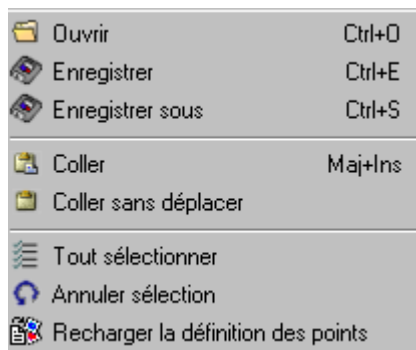 Ouvrir Ctrl+O
Enregistrer Ctrl+E
Enregistrer sous Ctrl+S
Coller Maj+Ins
Coller sans déplacer
Tout sélectionner
Annuler sélection
Recharger la définition des points